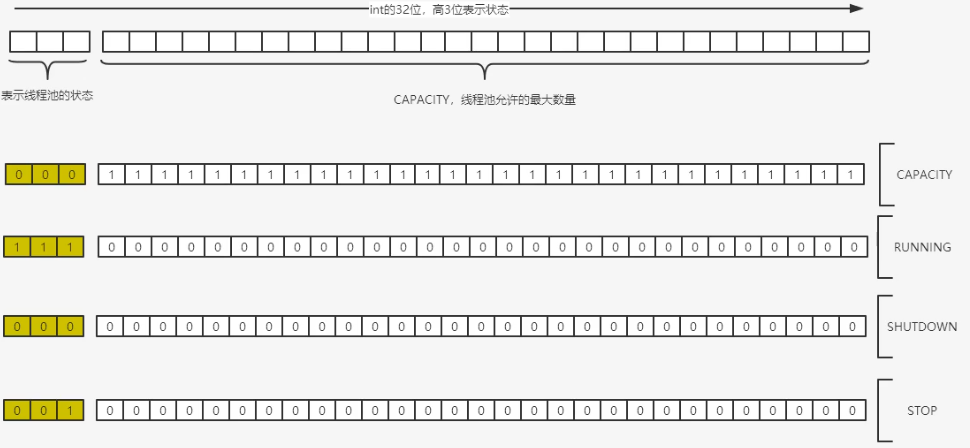 int的32位，高3位表示状态
表示线程池的状态
CAPACITY，线程池允许的最大数量
0 0 0 1 1 1 1 1 1 1 1 1 1 1 1 1 1 1 1 1 1 1 1 1 1 1 1 1 1 1 1 1 CAPACITY
1 1 1 0 0 0 0 0 0 0 0 0 0 0 0 0 0 0 0 0 0 0 0 0 0 0 0 0 0 0 0 0 RUNNING
0 0 0 0 0 0 0 0 0 0 0 0 0 0 0 0 0 0 0 0 0 0 0 0 0 0 0 0 0 0 0 0 SHUTDOWN
0 0 1 0 0 0 0 0 0 0 0 0 0 0 0 0 0 0 0 0 0 0 0 0 0 0 0 0 0 0 0 0 STOP